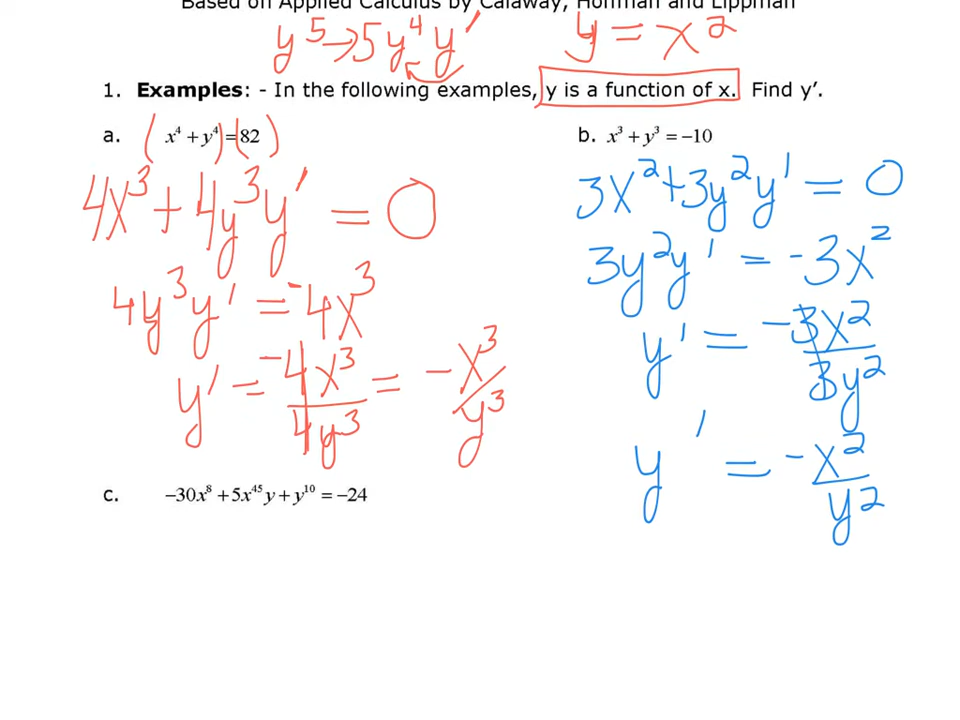 Based on Applied Calculus by Calaway, Hoffman and Lippman
y⁵ → 5y⁴y' y = x²
1. Examples: - In the following examples, y is a function of x. Find y′.
a. ( x⁴ + y⁴ ) = ( 82 ) b. x³ + y³ = −10
4x³ + 4y³y' = 0 3x² + 3y²y' = 0
4y³y' = -4x³ 3y²y' = -3x²
y' = -4x³/4y³ = -x³/y³ y' = -3x²/3y²
y' = -x²/y²
c. −30x⁸ + 5x⁴⁵y + y¹⁰ = −24